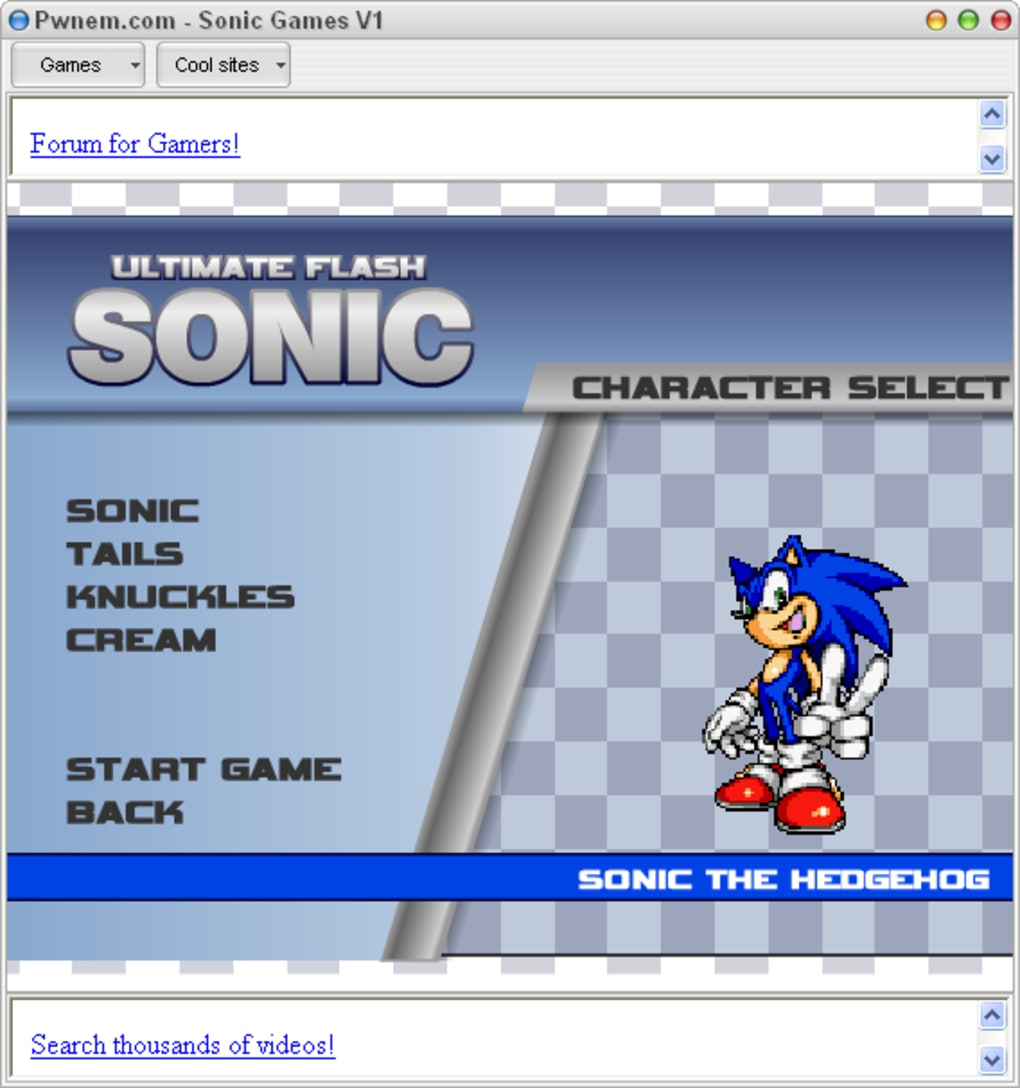 Pwnem.com - Sonic Games V1
Games
Cool sites
Forum for Gamers!
ULTIMATE FLASH
SONIC
CHARACTER SELECT
SONIC
TAILS
KNUCKLES
CREAM
START GAME
BACK
SONIC THE HEDGEHOG
Search thousands of videos!